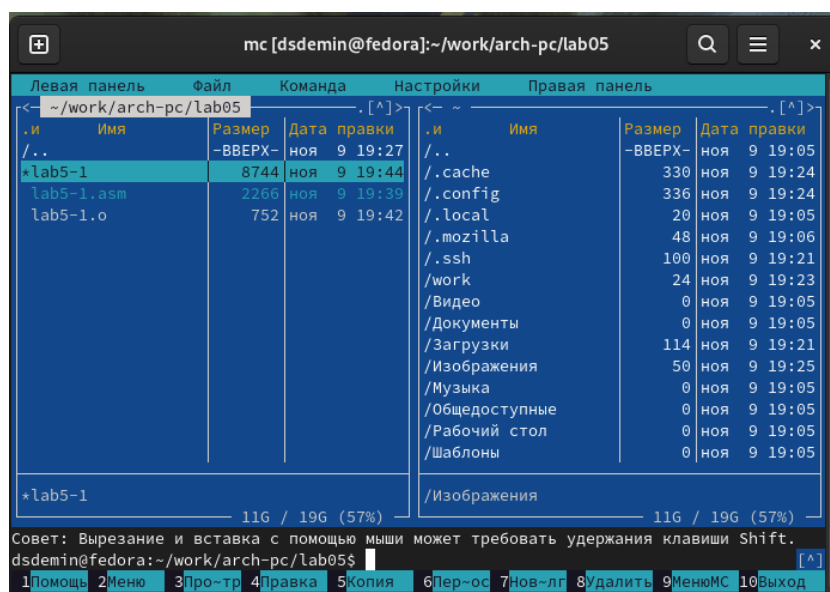 mc [dsdemin@fedora]:~/work/arch-pc/lab05
Левая панель Файл Команда Настройки Правая панель
<— ~/work/arch-pc/lab05 .[^]> <— ~ .[^]>
.и Имя Размер Дата правки .и Имя Размер Дата правки
/.. -ВВЕРХ- ноя 9 19:27 /.. -ВВЕРХ- ноя 9 19:05
*lab5-1 8744 ноя 9 19:44 /.cache 330 ноя 9 19:24
lab5-1.asm 2266 ноя 9 19:39 /.config 336 ноя 9 19:24
lab5-1.o 752 ноя 9 19:42 /.local 20 ноя 9 19:05
/.mozilla 48 ноя 9 19:06
/.ssh 100 ноя 9 19:21
/work 24 ноя 9 19:23
/Видео 0 ноя 9 19:05
/Документы 0 ноя 9 19:05
/Загрузки 114 ноя 9 19:21
/Изображения 50 ноя 9 19:25
/Музыка 0 ноя 9 19:05
/Общедоступные 0 ноя 9 19:05
/Рабочий стол 0 ноя 9 19:05
/Шаблоны 0 ноя 9 19:05
*lab5-1 /Изображения
11G / 19G (57%) 11G / 19G (57%)
Совет: Вырезание и вставка с помощью мыши может требовать удержания клавиши Shift.
dsdemin@fedora:~/work/arch-pc/lab05$ [^]
1Помощь 2Меню 3Про~тр 4Правка 5Копия 6Пер~ос 7Нов~лг 8Удалить 9МенюМС 10Выход